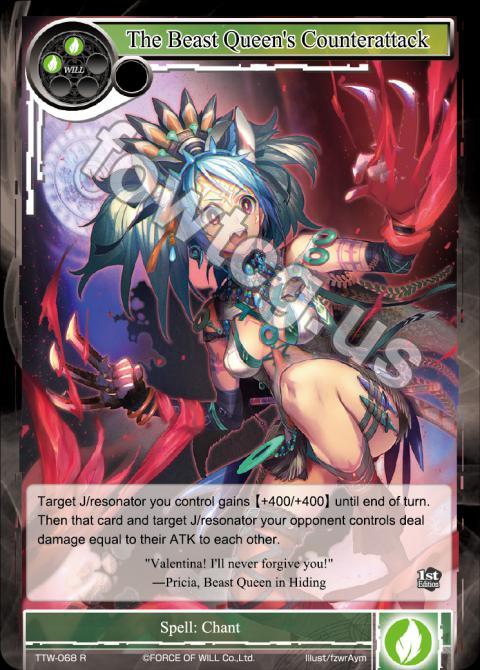 The Beast Queen's Counterattack
WILL
fowtcg.us
Target J/resonator you control gains 【+400/+400】 until end of turn.
Then that card and target J/resonator your opponent controls deal
damage equal to their ATK to each other.
"Valentina! I'll never forgive you!"
—Pricia, Beast Queen in Hiding
1st
Edition
Spell: Chant
TTW-068 R ©FORCE OF WILL Co.,Ltd. Illust/fzwrAym